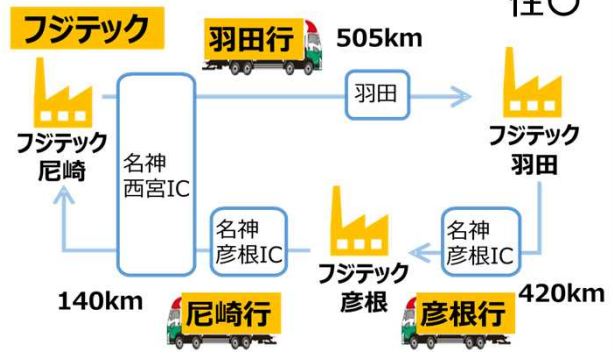 フジテック
羽田行
505km
羽田
フジテック
尼崎
名神
西宮IC
フジテック
羽田
名神
彦根IC
フジテック
彦根
名神
彦根IC
140km
尼崎行
彦根行
420km